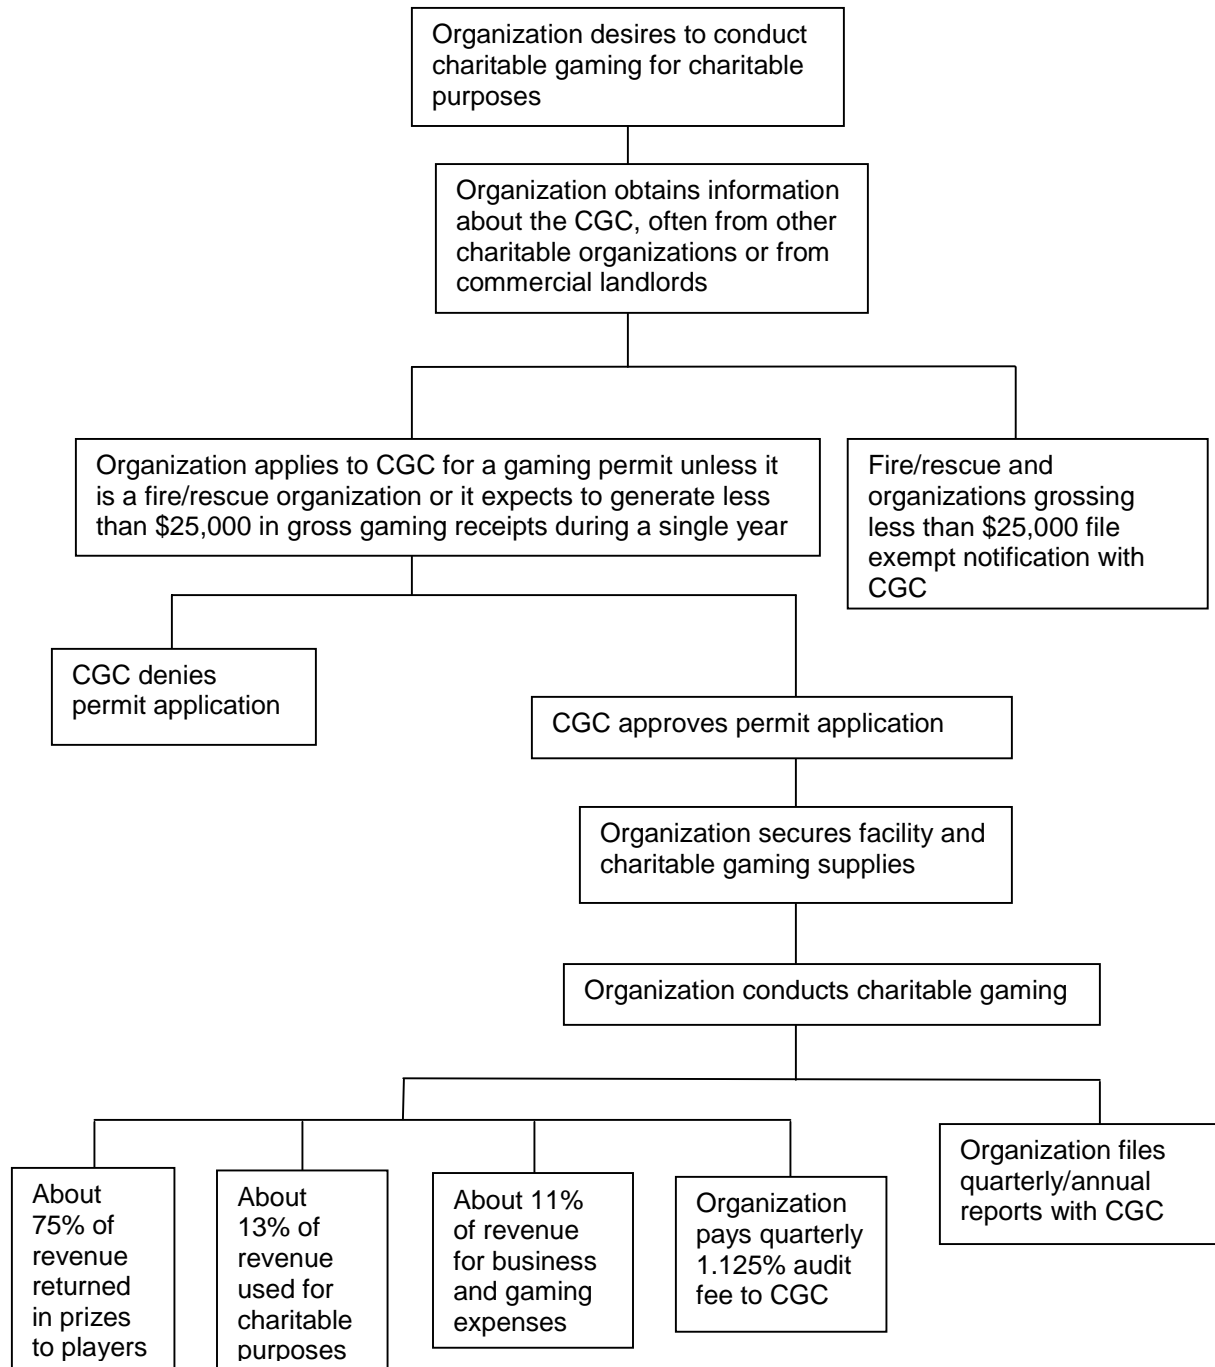 Organization desires to conduct
charitable gaming for charitable
purposes
Organization obtains information
about the CGC, often from other
charitable organizations or from
commercial landlords
Organization applies to CGC for a gaming permit unless it
is a fire/rescue organization or it expects to generate less
than $25,000 in gross gaming receipts during a single year
Fire/rescue and
organizations grossing
less than $25,000 file
exempt notification with
CGC
CGC denies
permit application
CGC approves permit application
Organization secures facility and
charitable gaming supplies
Organization conducts charitable gaming
About
75% of
revenue
returned
in prizes
to players
About
13% of
revenue
used for
charitable
purposes
About 11%
of revenue
for business
and gaming
expenses
Organization
pays quarterly
1.125% audit
fee to CGC
Organization files
quarterly/annual
reports with CGC